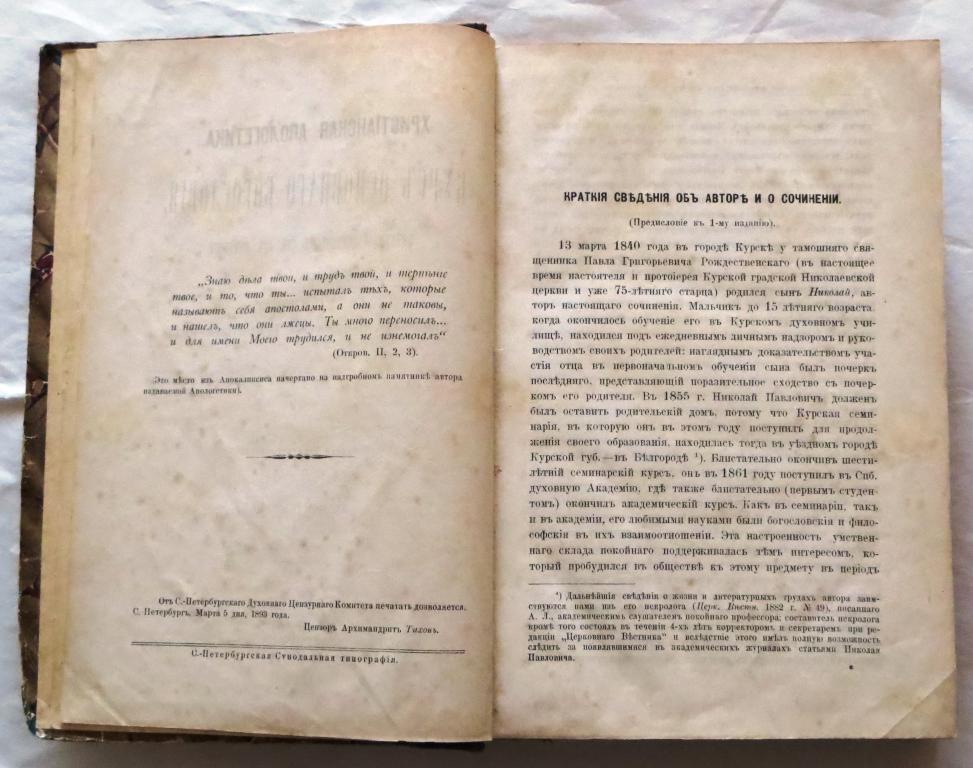 „Знаю дѣла твои, и трудъ твой, и терпѣніе
твое, и то, что ты... испыталъ тѣхъ, которые
называютъ себя апостолами, а они не таковы,
и нашелъ, что они лжецы. Ты много переносилъ...
и для имени Моего трудился, и не изнемогалъ“
(Откров. II, 2, 3).
Это мѣсто изъ Апокалипсиса начертано на надгробномъ памятникѣ автора
издаваемой Апологетики).
Отъ С.-Петербургскаго Духовнаго Цензурнаго Комитета печатать дозволяется.
С. Петербургъ. Марта 5 дня, 1893 года.
Цензоръ Архимандритъ Тихонъ.
С.-Петербургская Сѵнодальная типографія.
КРАТКІЯ СВѢДѢНІЯ ОБЪ АВТОРѢ И О СОЧИНЕНІИ.
(Предисловіе къ 1-му изданію).
13 марта 1840 года въ городѣ Курскѣ у тамошняго свя-
щенника Павла Григорьевича Рождественскаго (въ настоящее
время настоятеля и протоіерея Курской градской Николаевской
церкви и уже 75-лѣтняго старца) родился сынъ Николай, ав-
торъ настоящаго сочиненія. Мальчикъ до 15 лѣтняго возраста,
когда окончилось обученіе его въ Курскомъ духовномъ учи-
лищѣ, находился подъ ежедневнымъ личнымъ надзоромъ и руко-
водствомъ своихъ родителей: нагляднымъ доказательствомъ учас-
тія отца въ первоначальномъ обученіи сына былъ почеркъ
послѣдняго, представляющій поразительное сходство съ почер-
комъ его родителя. Въ 1855 г. Николай Павловичъ долженъ
былъ оставить родительскій домъ, потому что Курская семи-
нарія, въ которую онъ въ этомъ году поступилъ для продол-
женія своего образованія, находилась тогда въ уѣздномъ городѣ
Курской губ.—въ Бѣлгородѣ ¹). Блистательно окончивъ шести-
лѣтній семинарскій курсъ, онъ въ 1861 году поступилъ въ Спб.
духовную Академію, гдѣ также блистательно (первымъ студен-
томъ) окончилъ академическій курсъ. Какъ въ семинаріи, такъ
и въ академіи, его любимыми науками были богословскія и фило-
софскія въ ихъ взаимоотношеніи. Эта настроенность умствен-
наго склада покойнаго поддерживалась тѣмъ интересомъ, ко-
торый пробудился въ обществѣ къ этому предмету въ періодъ
¹) Дальнѣйшія свѣдѣнія о жизни и литературныхъ трудахъ автора заим-
ствуются нами изъ его некролога (Церк. Вѣстн. 1882 г. № 49), писаннаго
А. Л., академическимъ слушателемъ покойнаго профессора; составитель некролога
кромѣ того состоялъ въ теченіи 4-хъ лѣтъ корректоромъ и секретаремъ при ре-
дакціи „Церковнаго Вѣстника“ и вслѣдствіе этого имѣлъ полную возможность
слѣдить за появлявшимися въ академическихъ журналахъ статьями Николая
Павловича.
*